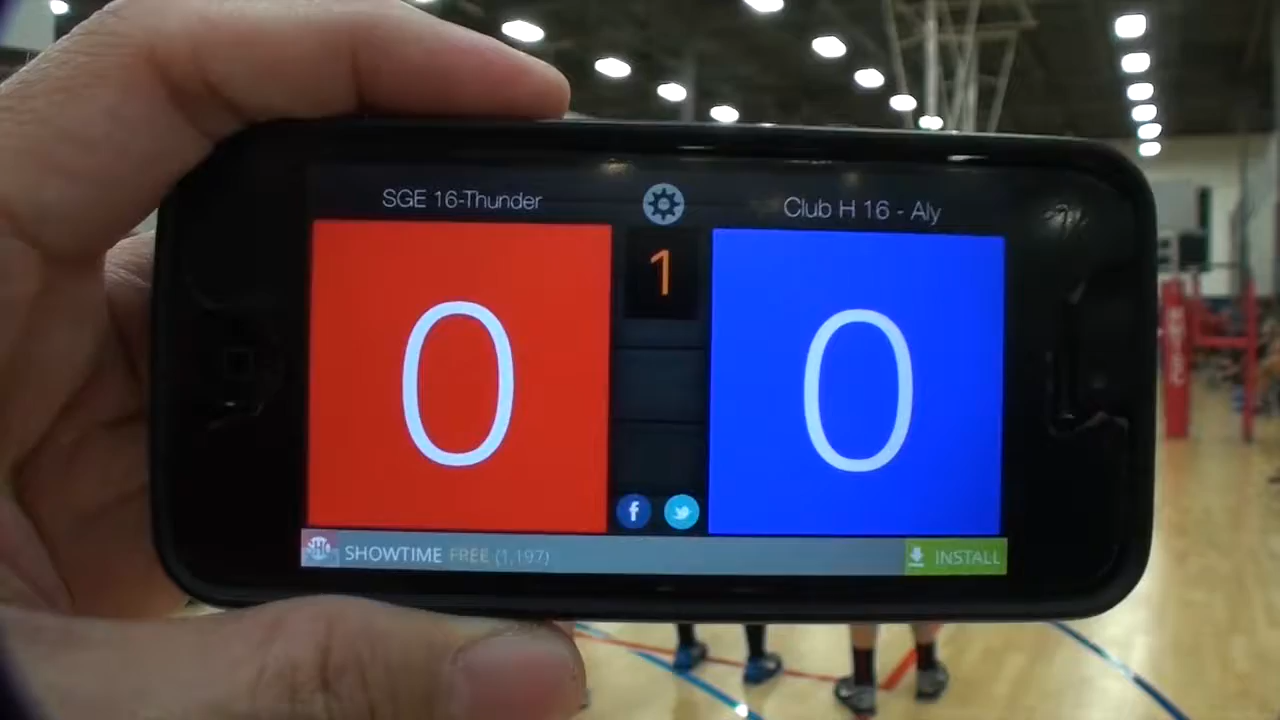 SGE 16-Thunder
Club H 16 - Aly
1
0
0
f
SHOWTIME FREE (1,197)
INSTALL